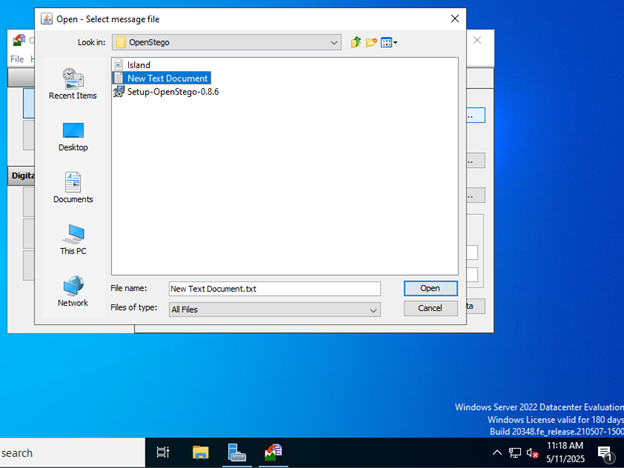 Open - Select message file
Look in: OpenStego
File
Island
New Text Document
Setup-OpenStego-0.8.6
Recent Items
Desktop
Documents
This PC
Network
Digita
File name: New Text Document.txt Open
Files of type: All Files Cancel
ta
Windows Server 2022 Datacenter Evaluation
Windows License valid for 180 days
Build 20348.fe_release.210507-1500
search
11:18 AM
5/11/2025
1